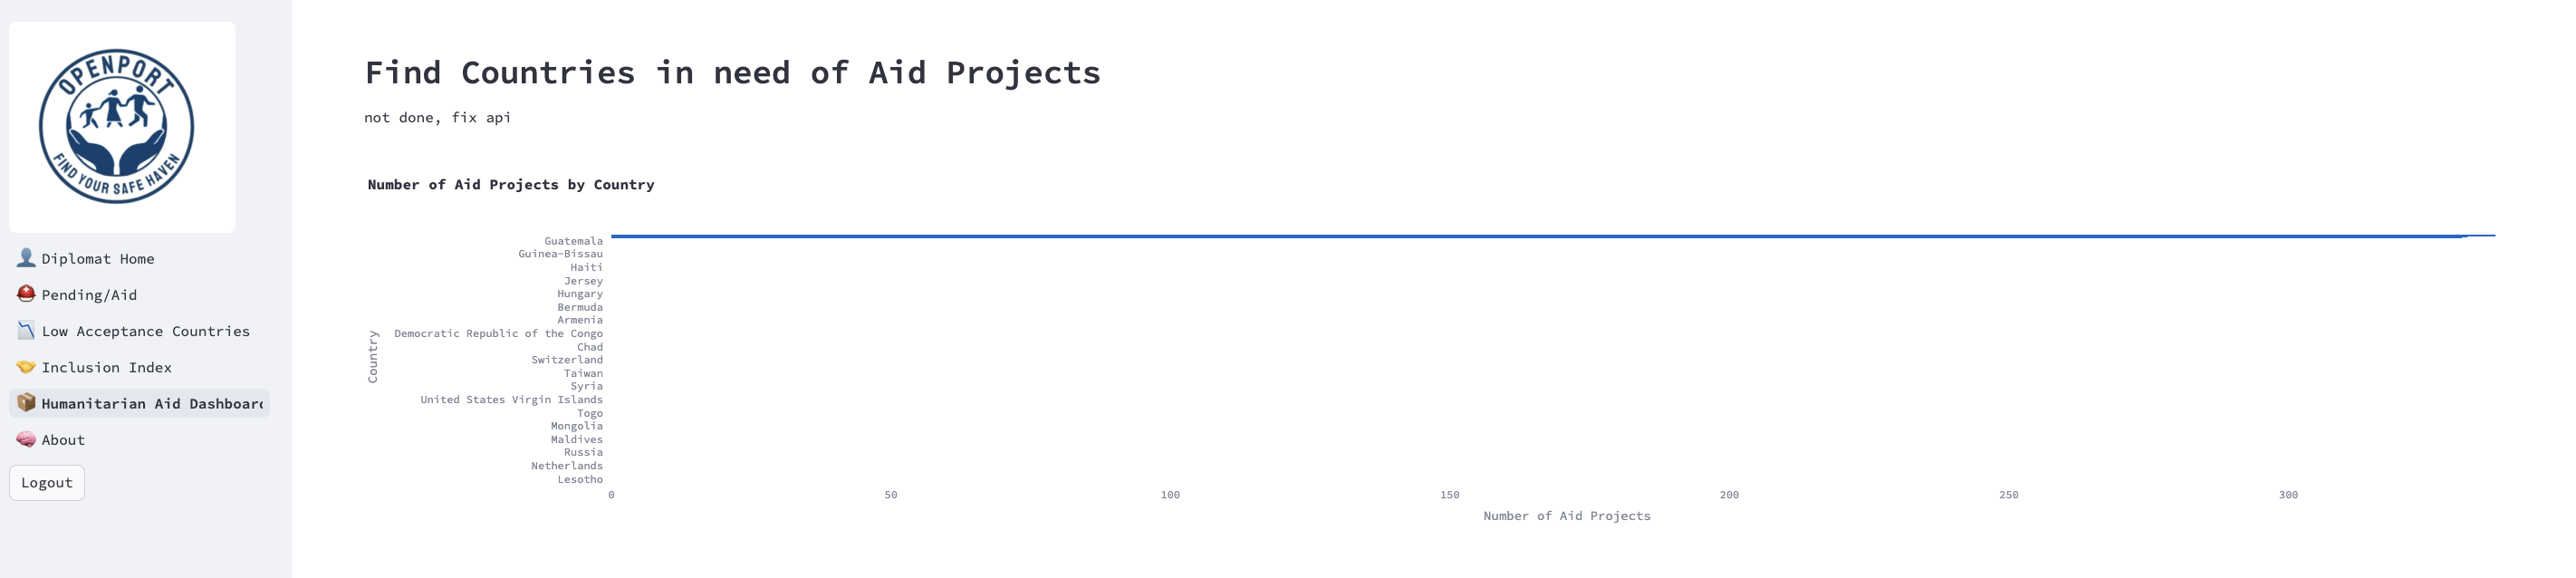 OPENPORT
FIND YOUR SAFE HAVEN
Diplomat Home
Pending/Aid
Low Acceptance Countries
Inclusion Index
Humanitarian Aid Dashboard
About
Logout
Find Countries in need of Aid Projects
not done, fix api
Number of Aid Projects by Country
Country
Guatemala
Guinea-Bissau
Haiti
Jersey
Hungary
Bermuda
Armenia
Democratic Republic of the Congo
Chad
Switzerland
Taiwan
Syria
United States Virgin Islands
Togo
Mongolia
Maldives
Russia
Netherlands
Lesotho
0 50 100 150 200 250 300
Number of Aid Projects